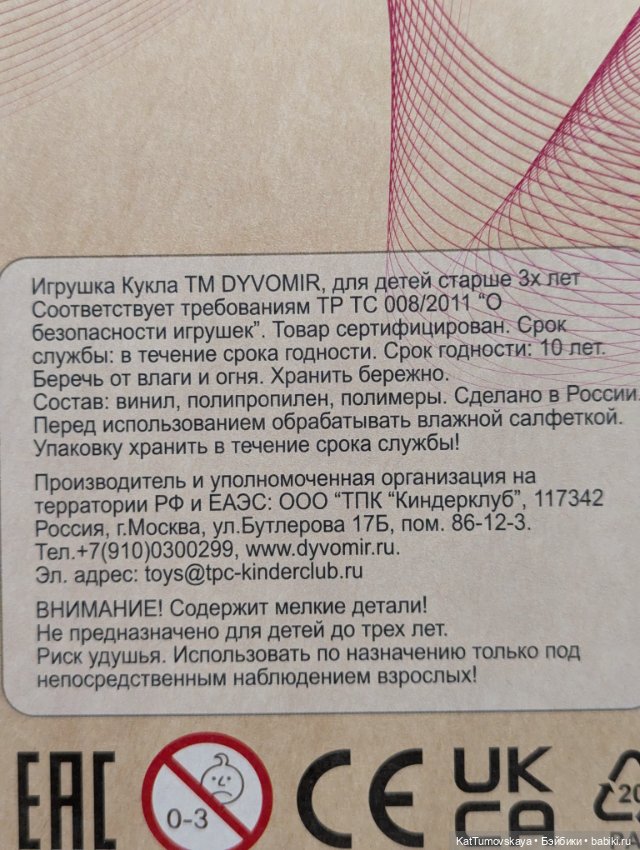 Игрушка Кукла ТМ DYVOMIR, для детей старше 3х лет
Соответствует требованиям ТР ТС 008/2011 “О
безопасности игрушек”. Товар сертифицирован. Срок
службы: в течение срока годности. Срок годности: 10 лет.
Беречь от влаги и огня. Хранить бережно.
Состав: винил, полипропилен, полимеры. Сделано в России.
Перед использованием обрабатывать влажной салфеткой.
Упаковку хранить в течение срока службы!
Производитель и уполномоченная организация на
территории РФ и ЕАЭС: ООО “ТПК “Киндерклуб”, 117342
Россия, г.Москва, ул.Бутлерова 17Б, пом. 86-12-3.
Тел.+7(910)0300299, www.dyvomir.ru.
Эл. адрес: toys@tpc-kinderclub.ru
ВНИМАНИЕ! Содержит мелкие детали!
Не предназначено для детей до трех лет.
Риск удушья. Использовать по назначению только под
непосредственным наблюдением взрослых!
EAC 0-3 CE UK CA 20
KatTumovskaya • Бэйбики • babiki.ru